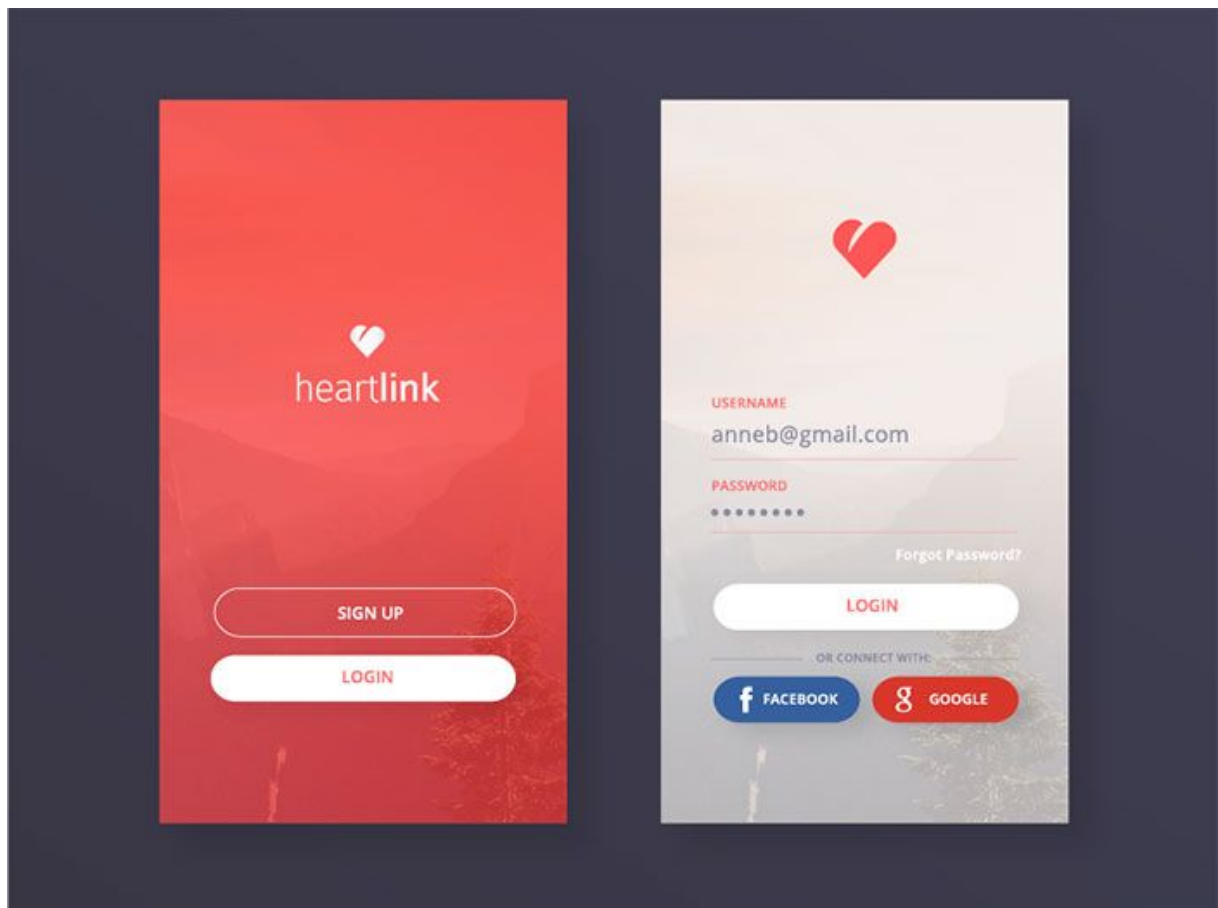 heartlink
SIGN UP
LOGIN
USERNAME
anneb@gmail.com
PASSWORD
Forgot Password?
LOGIN
OR CONNECT WITH:
f FACEBOOK
g GOOGLE